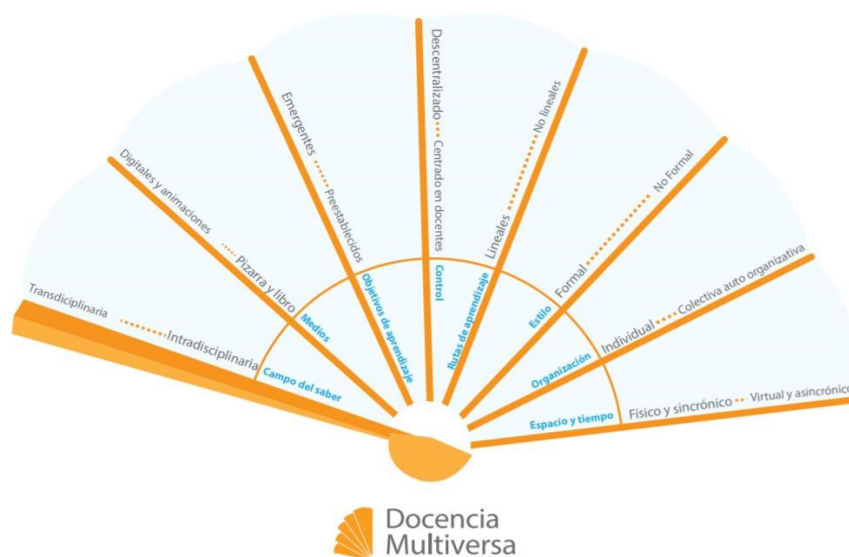 Transdiciplinaria ······ Intradisciplinaria
Campo del saber
Digitales y animaciones ····· Pizarra y libro
Medios
Emergentes ······ Preestablecidos
Objetivos de aprendizaje
Descentralizado ····· Centrado en docentes
Control
Lineales ·········· No lineales
Rutas de aprendizaje
Formal ············ No Formal
Estilo
Individual ····· Colectiva auto organizativa
Organización
Físico y sincrónico ··· Virtual y asincrónico
Espacio y tiempo
Docencia
Multiversa